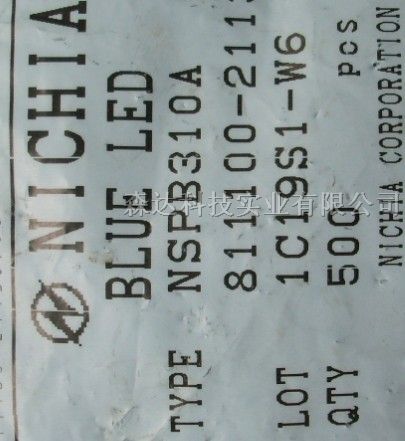 NICHIA
BLUE LED
TYPE NSPB310A
811100-211
LOT 1C19S1-W6
QTY 500 pcs
NICHIA CORPORATION
森达科技实业有限公司